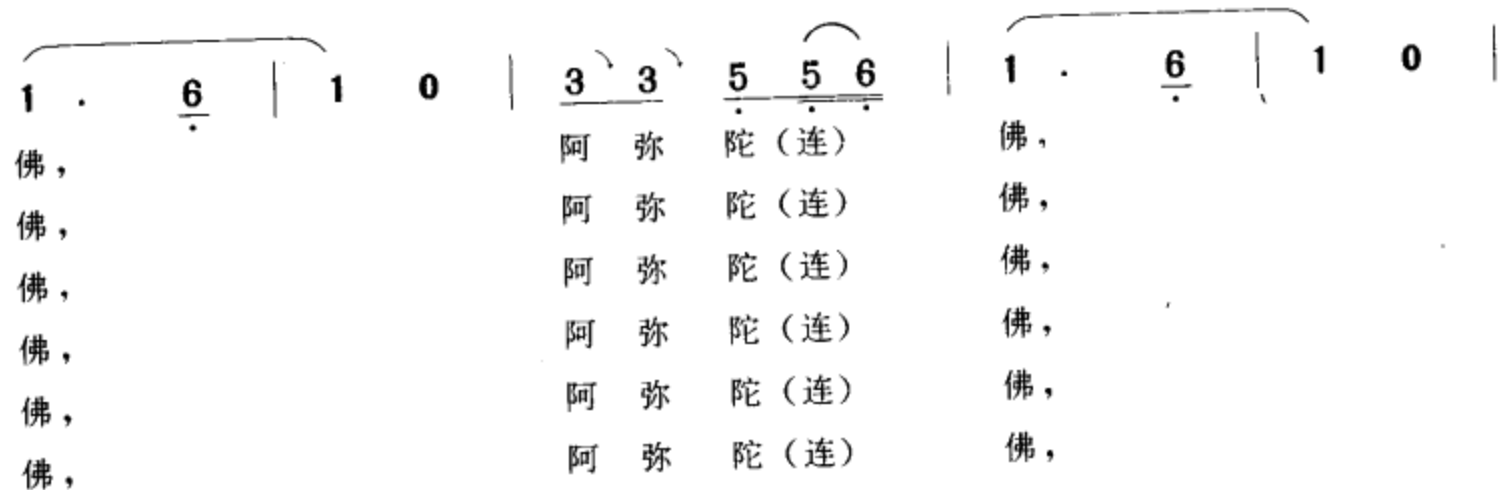 1 · 6 | 1 0 | 3 3 5 5 6 | 1 · 6 | 1 0 |
佛, 阿 弥 陀（连） 佛,
佛, 阿 弥 陀（连） 佛,
佛, 阿 弥 陀（连） 佛,
佛, 阿 弥 陀（连） 佛,
佛, 阿 弥 陀（连） 佛,
佛, 阿 弥 陀（连） 佛,